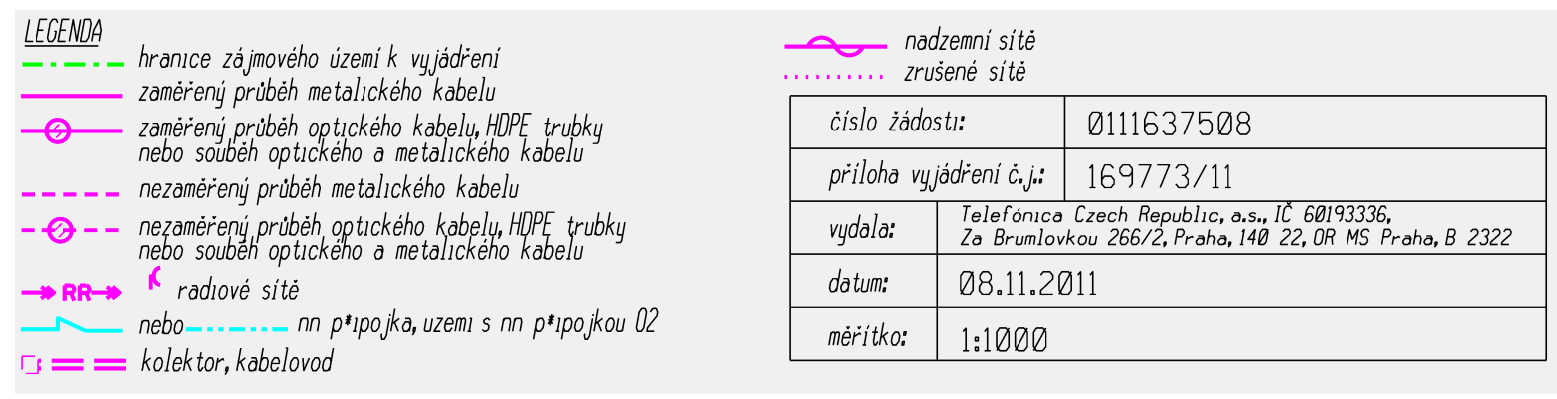 LEGENDA
hranice zájmového území k vyjádření
zaměřený průběh metalického kabelu
zaměřený průběh optického kabelu, HDPE trubky
nebo souběh optického a metalického kabelu
nezaměřený průběh metalického kabelu
nezaměřený průběh optického kabelu, HDPE trubky
nebo souběh optického a metalického kabelu
RR radiové sítě
nebo nn p*ipojka, uzemi s nn p*ipojkou O2
kolektor, kabelovod
nadzemní sítě
zrušené sítě
číslo žádosti: 0111637508
příloha vyjádření č.j.: 169773/11
vydala: Telefónica Czech Republic, a.s., IČ 60193336,
Za Brumlovkou 266/2, Praha, 140 22, OR MS Praha, B 2322
datum: 08.11.2011
měřítko: 1:1000